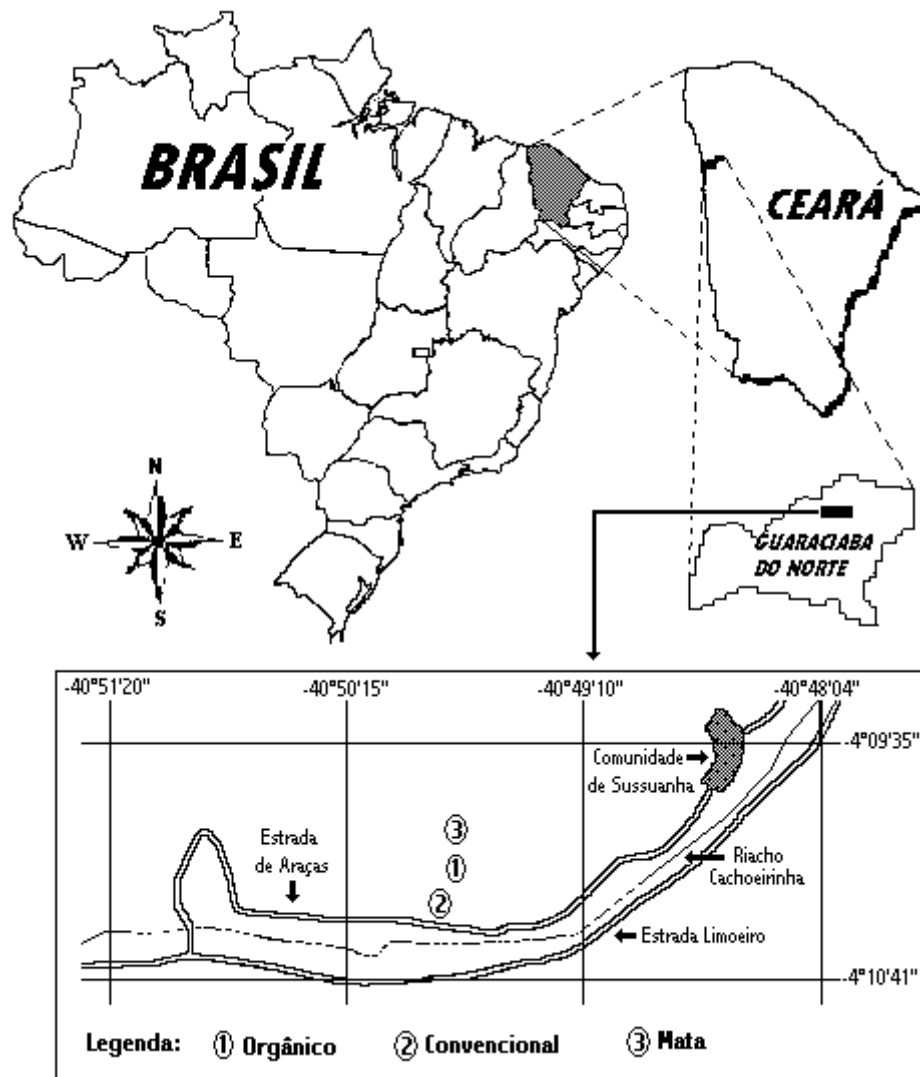 BRASIL
CEARÁ
N
W
E
S
GUARACIABA
DO NORTE
-40°51'20" -40°50'15" -40°49'10" -40°48'04"
-4°09'35"
Comunidade
de Sussuanha
Estrada
de Araças
3
1
2
Riacho
Cachoeirinha
Estrada Limoeiro
-4°10'41"
Legenda: 1 Orgânico 2 Convencional 3 Mata